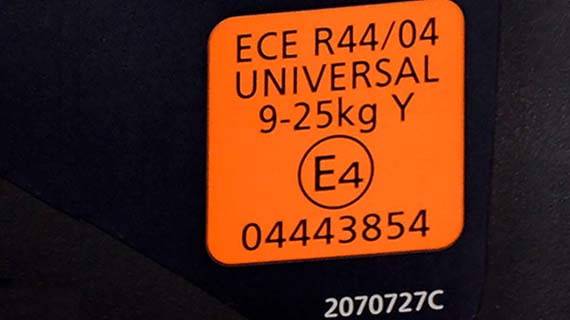 ECE R44/04
UNIVERSAL
9-25kg Y
E4
04443854
2070727C